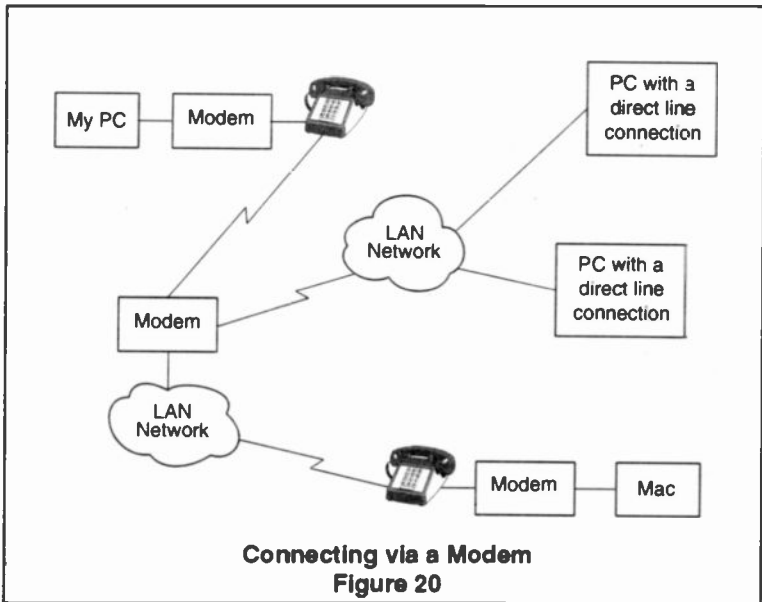 My PC
Modem
PC with a
direct line
connection
LAN
Network
PC with a
direct line
connection
Modem
LAN
Network
Modem
Mac
Connecting via a Modem
Figure 20